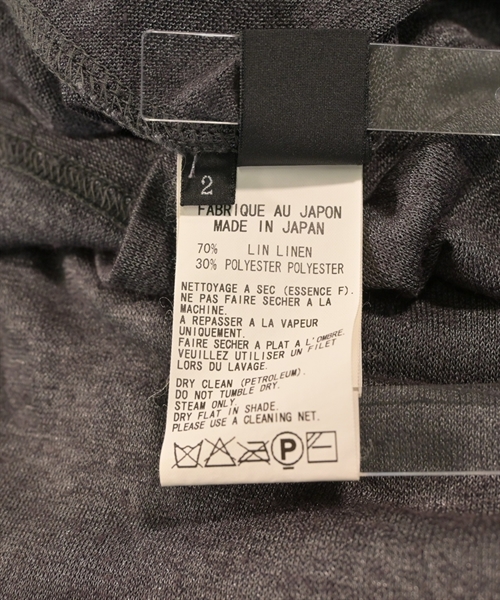 2
FABRIQUE AU JAPON
MADE IN JAPAN
70% LIN LINEN
30% POLYESTER POLYESTER
NETTOYAGE A SEC (ESSENCE F).
NE PAS FAIRE SECHER A LA
MACHINE.
A REPASSER A LA VAPEUR
UNIQUEMENT.
FAIRE SECHER A PLAT A L'OMBRE.
VEUILLEZ UTILISER UN FILET
LORS DU LAVAGE.
DRY CLEAN (PETROLEUM).
DO NOT TUMBLE DRY.
STEAM ONLY.
DRY FLAT IN SHADE.
PLEASE USE A CLEANING NET.
P